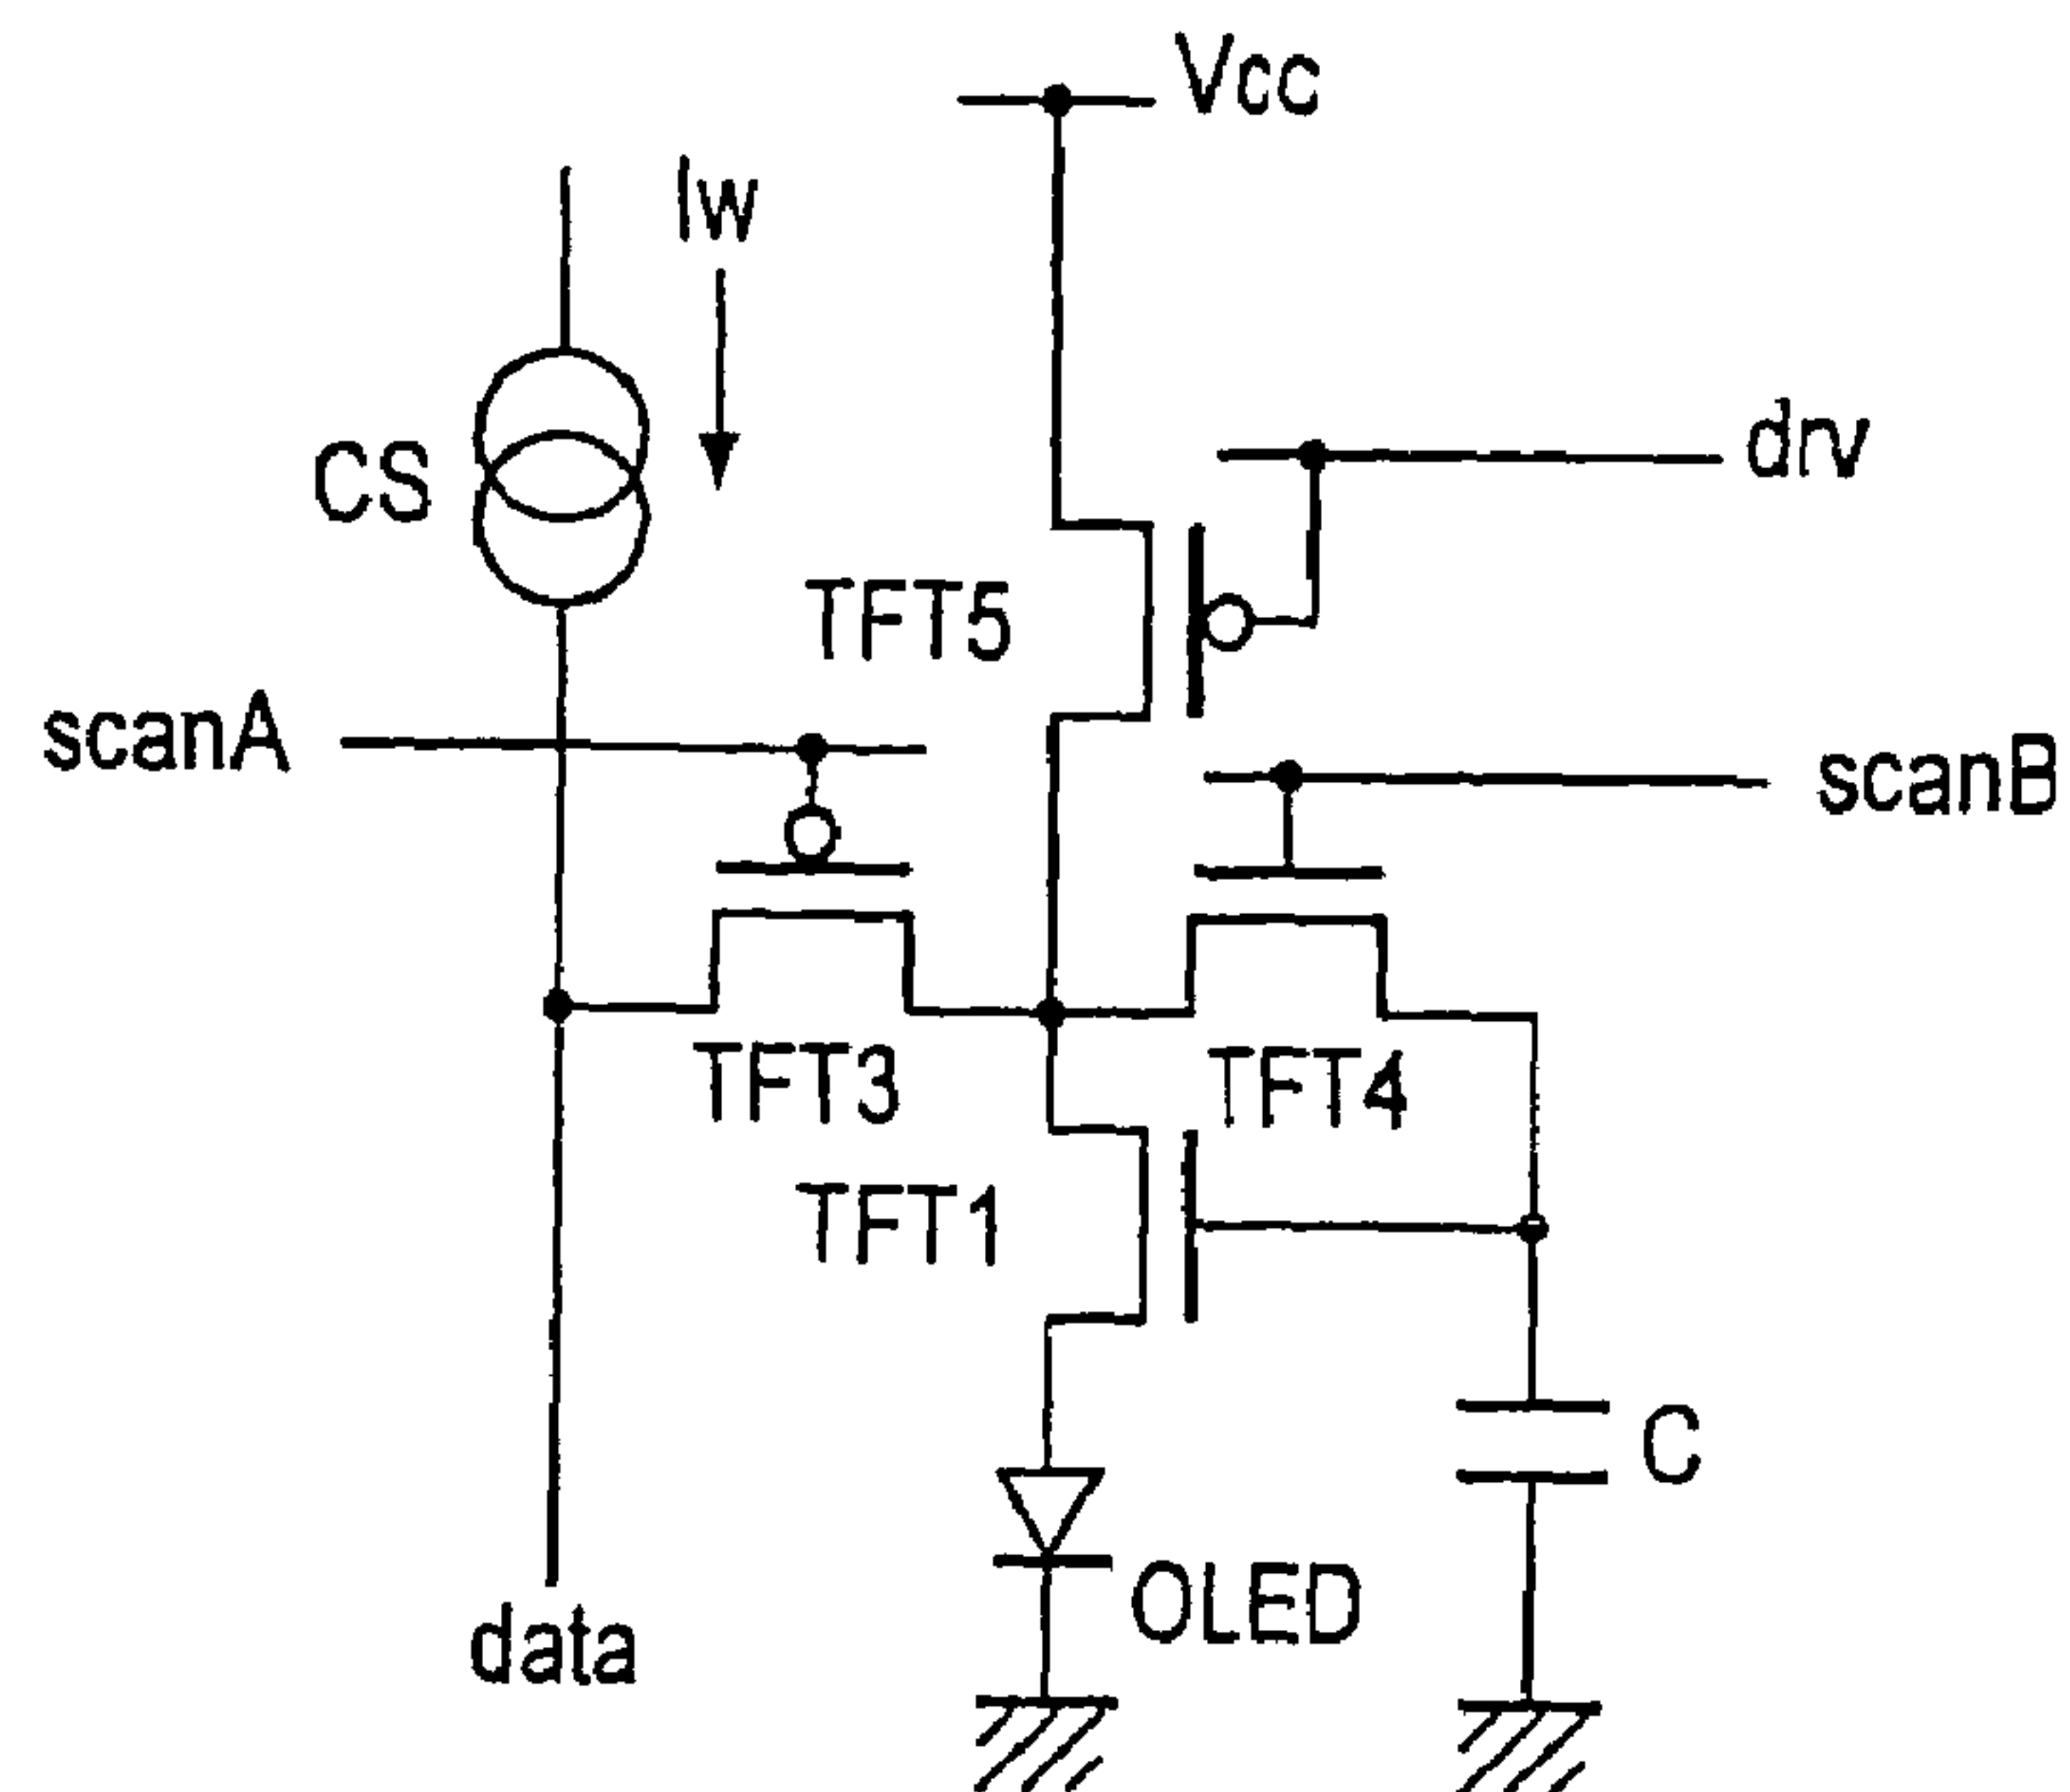 Vcc
Iw
drv
CS
TFT5
scanA
scanB
TFT3
TFT4
TFT1
C
OLED
data